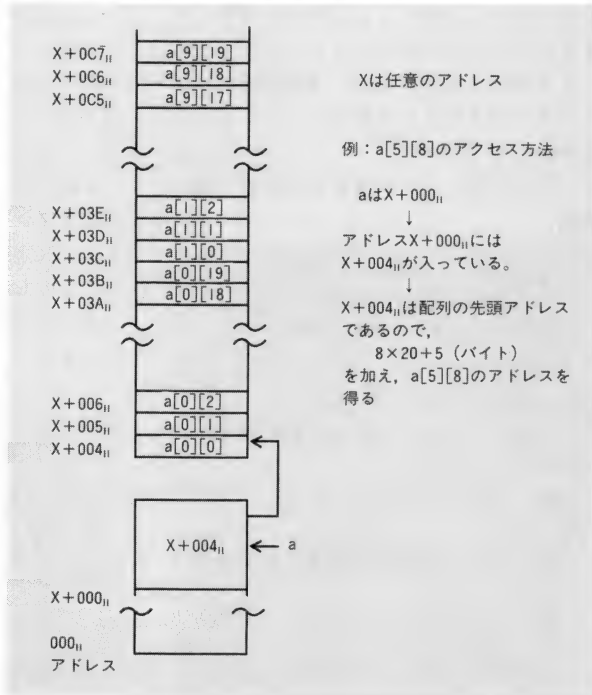 X+0C7H a[9][19]
X+0C6H a[9][18]
X+0C5H a[9][17]
X+03EH a[1][2]
X+03DH a[1][1]
X+03CH a[1][0]
X+03BH a[0][19]
X+03AH a[0][18]
X+006H a[0][2]
X+005H a[0][1]
X+004H a[0][0]
X+004H ← a
X+000H
000H
アドレス
Xは任意のアドレス
例：a[5][8]のアクセス方法
aはX+000H
↓
アドレスX+000Hには
X+004Hが入っている。
↓
X+004Hは配列の先頭アドレス
であるので，
8×20+5（バイト）
を加え，a[5][8]のアドレスを
得る